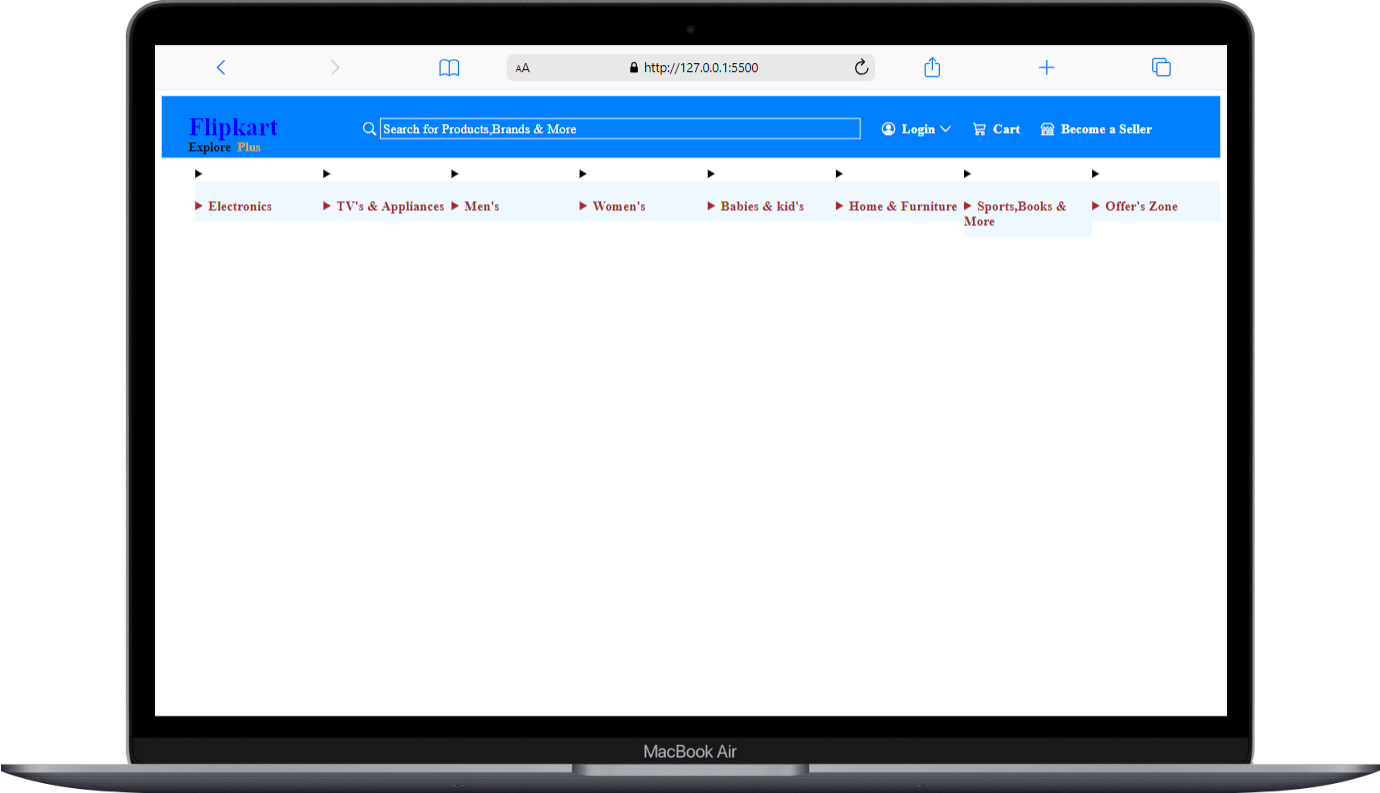 AA
http://127.0.0.1:5500
Flipkart
Explore Plus
Search for Products,Brands & More
Login
Cart
Become a Seller
Electronics
TV's & Appliances
Men's
Women's
Babies & kid's
Home & Furniture
Sports,Books &
More
Offer's Zone
MacBook Air